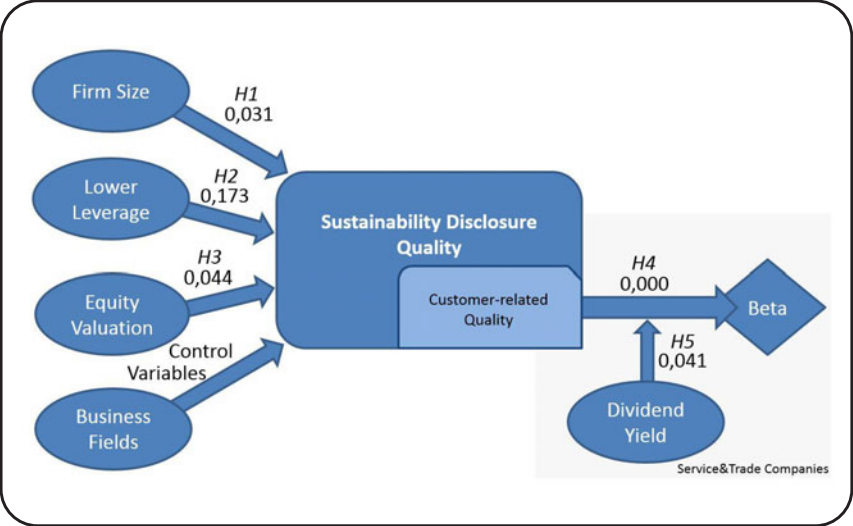 Firm Size
H1
0,031
Lower
Leverage
H2
0,173
Sustainability Disclosure
Quality
Equity
Valuation
H3
0,044
Customer-related
Quality
H4
0,000
Beta
Control
Variables
H5
0,041
Business
Fields
Dividend
Yield
Service&Trade Companies